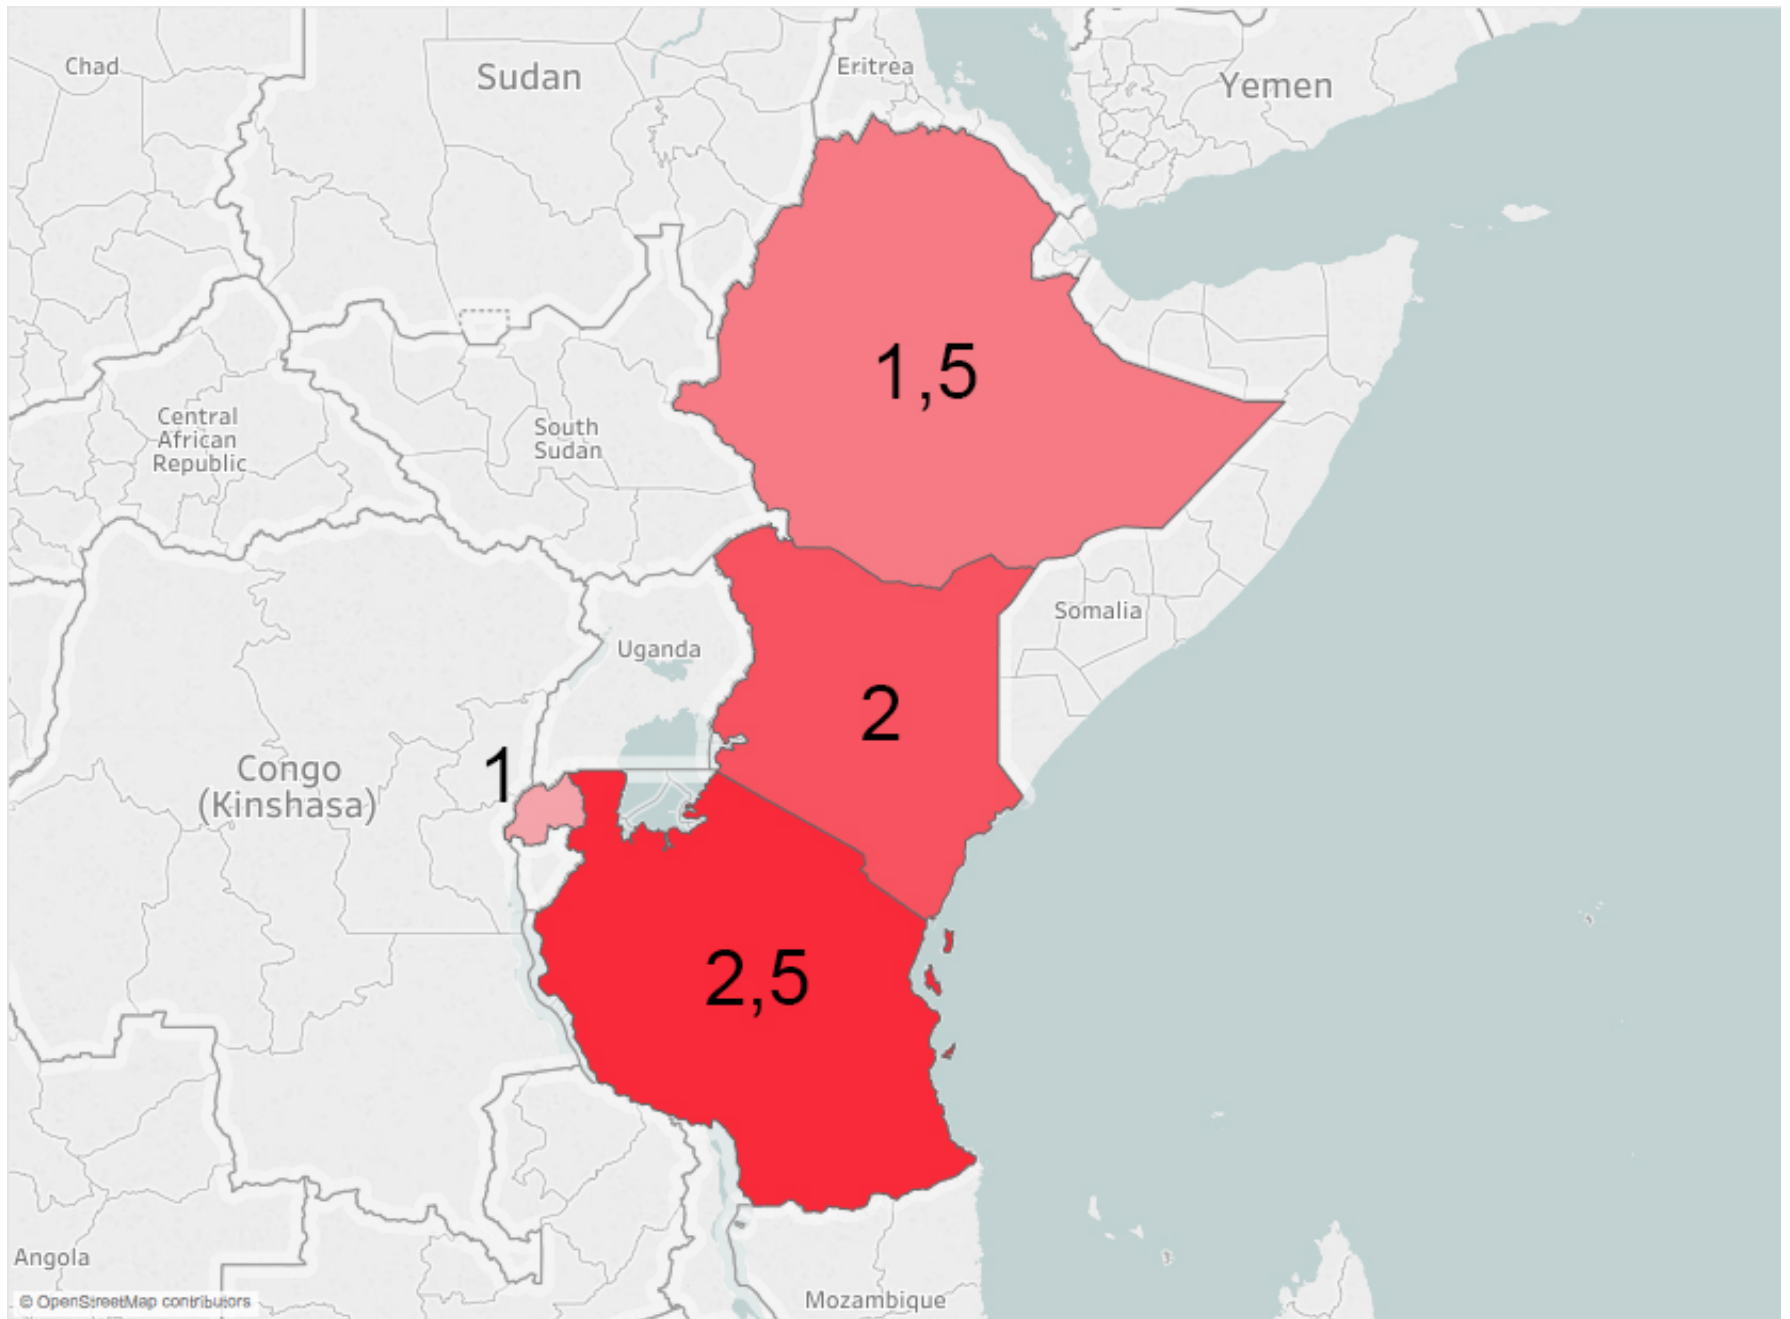 Chad
Sudan
Eritrea
Yemen
1,5
Central
African
Republic
South
Sudan
Somalia
Uganda
2
1
Congo
(Kinshasa)
2,5
Angola
© OpenStreetMap contributors
Mozambique